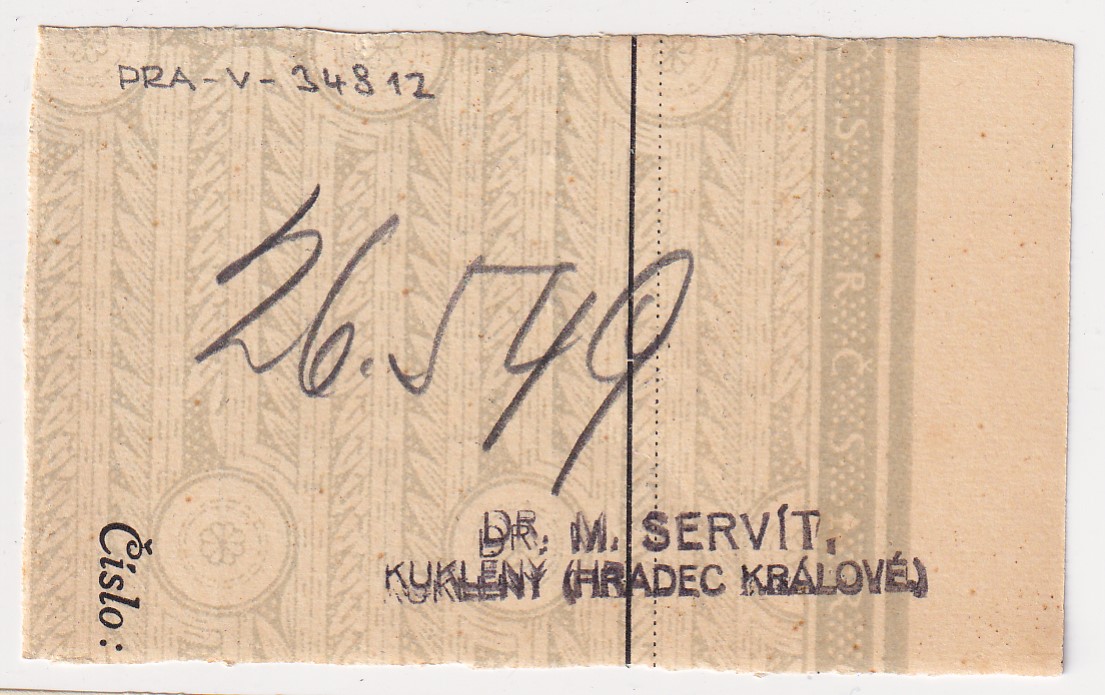 PRA-V-34812
26.549
DR. M. SERVÍT,
KUKLENY (HRADEC KRÁLOVÉ)
Číslo:
S ▲ R Č S ▲ R